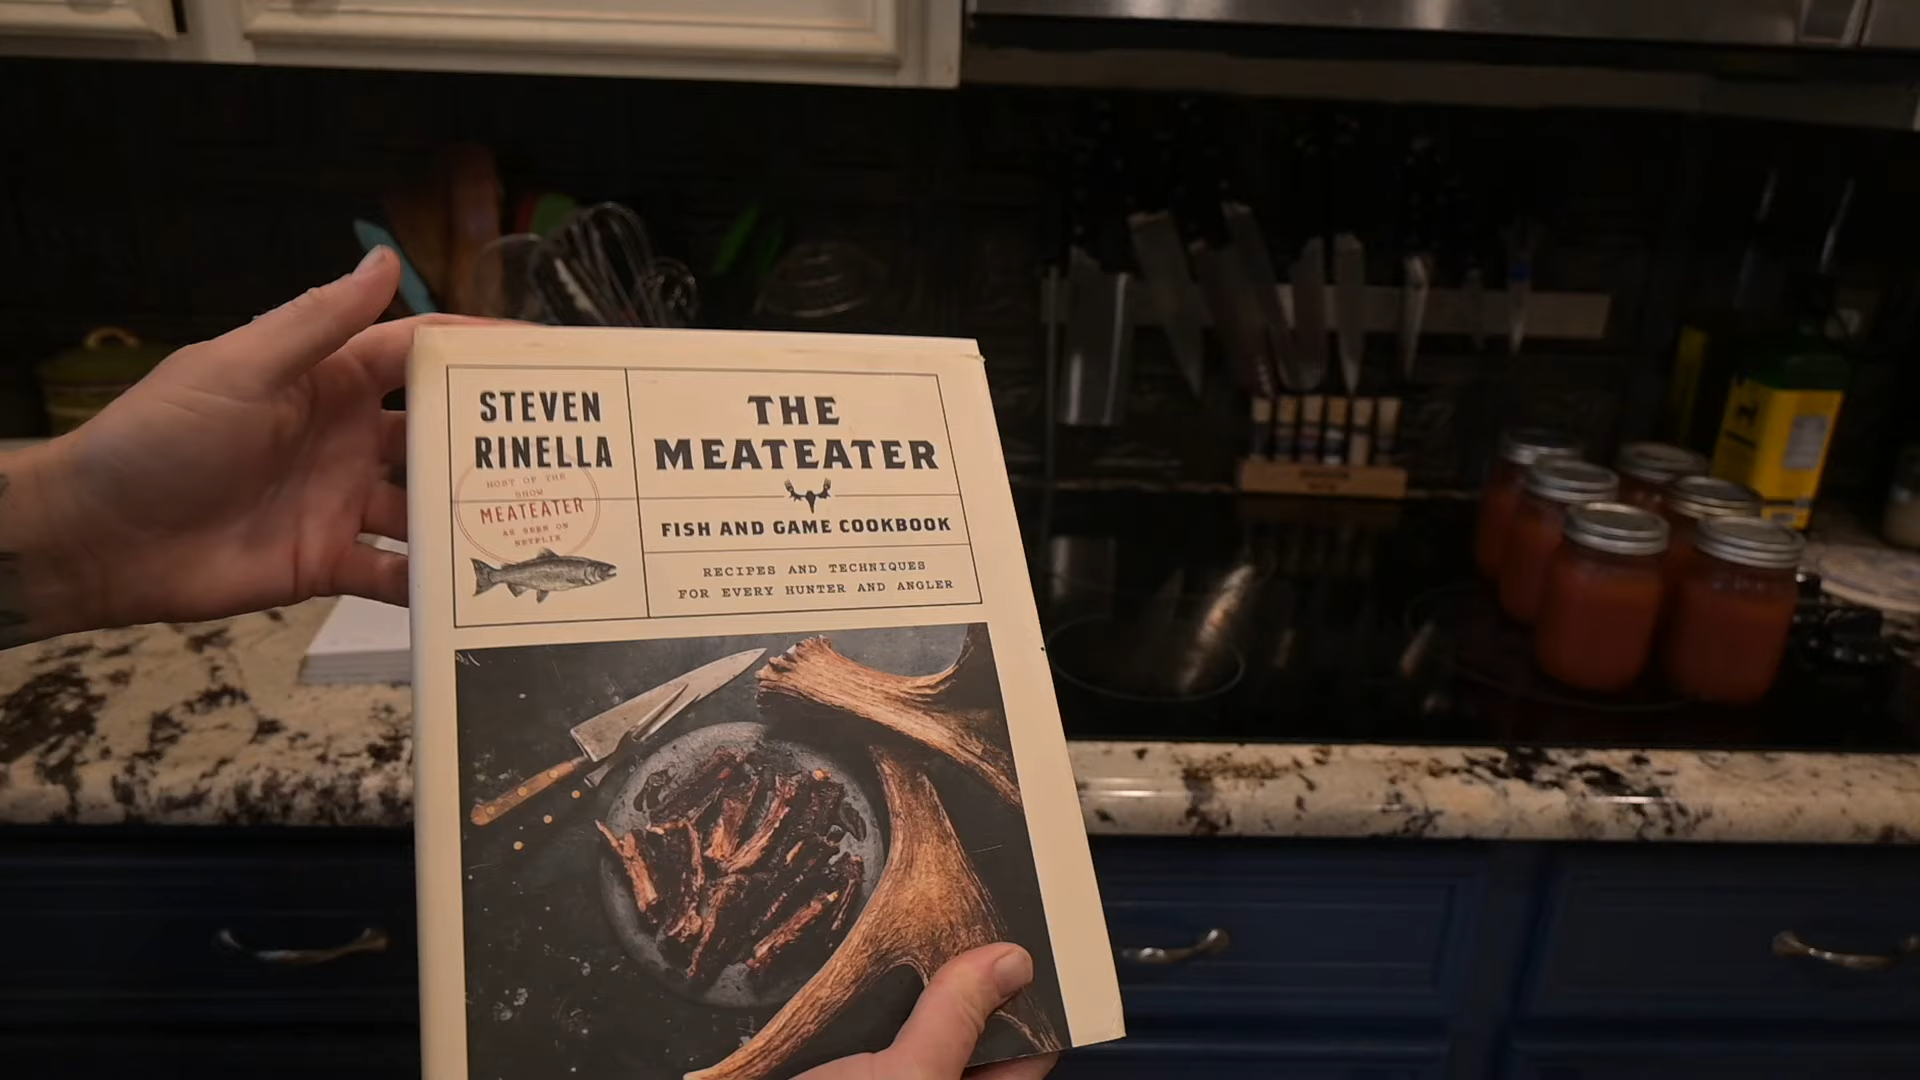 STEVEN
RINELLA
HOST OF THE
SHOW
MEATEATER
AS SEEN ON
NETFLIX
THE
MEATEATER
FISH AND GAME COOKBOOK
RECIPES AND TECHNIQUES
FOR EVERY HUNTER AND ANGLER